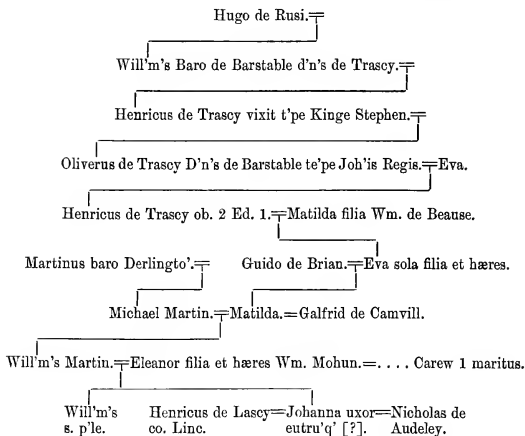 Hugo de Rusi.
Will'm's Baro de Barstable d'n's de Trascy.
Henricus de Trascy vixit t'pe Kinge Stephen.
Oliverus de Trascy D'n's de Barstable te'pe Joh'is Regis.=Eva.
Henricus de Trascy ob. 2 Ed. 1.=Matilda filia Wm. de Beause.
Martinus baro Derlingto'. Guido de Brian.=Eva sola filia et hæres.
Michael Martin.=Matilda.=Galfrid de Camvill.
Will'm's Martin.=Eleanor filia et hæres Wm. Mohun.=.... Carew 1 maritus.
Will'm's Henricus de Lascy=Johanna uxor=Nicholas de
s. p'le. co. Linc. eutru'q' [?]. Audeley.